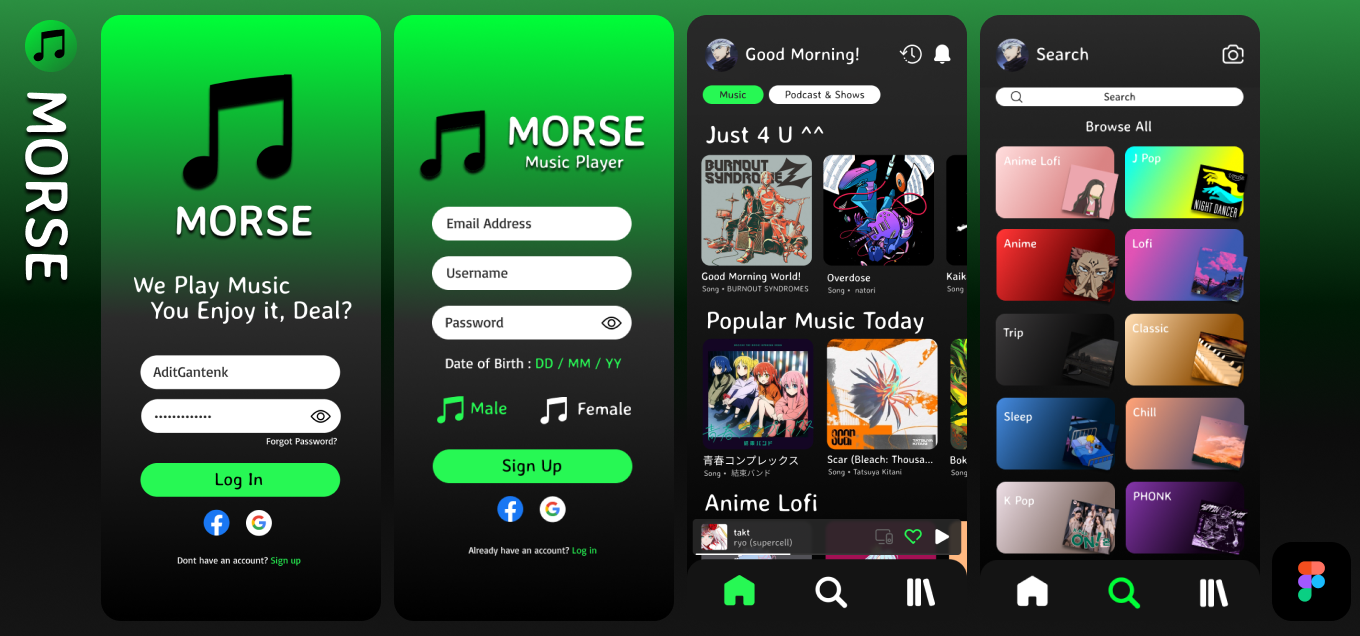 MORSE
MORSE
We Play Music
You Enjoy it, Deal?
AditGantenk
•••••••••••••
Forgot Password?
Log In
Dont have an account? Sign up
MORSE
Music Player
Email Address
Username
Password
Date of Birth : DD / MM / YY
Male
Female
Sign Up
Already have an account? Log in
Good Morning!
Music
Podcast & Shows
Just 4 U ^^
BURNOUT
SYNDROMEZ
Good Morning World!
Song • BURNOUT SYNDROMES
Overdose
Song • natori
Kaik
Song
Popular Music Today
青春コンプレックス
Song • 結束バンド
SCAR
TATSUYA
KITANI
Scar (Bleach: Thousa...
Song • Tatsuya Kitani
Bok
Song
Anime Lofi
takt
ryo (supercell)
Search
Search
Browse All
Anime Lofi
J Pop
NIGHT DANCER
Anime
Lofi
Trip
Classic
Sleep
Chill
K Pop
PHONK